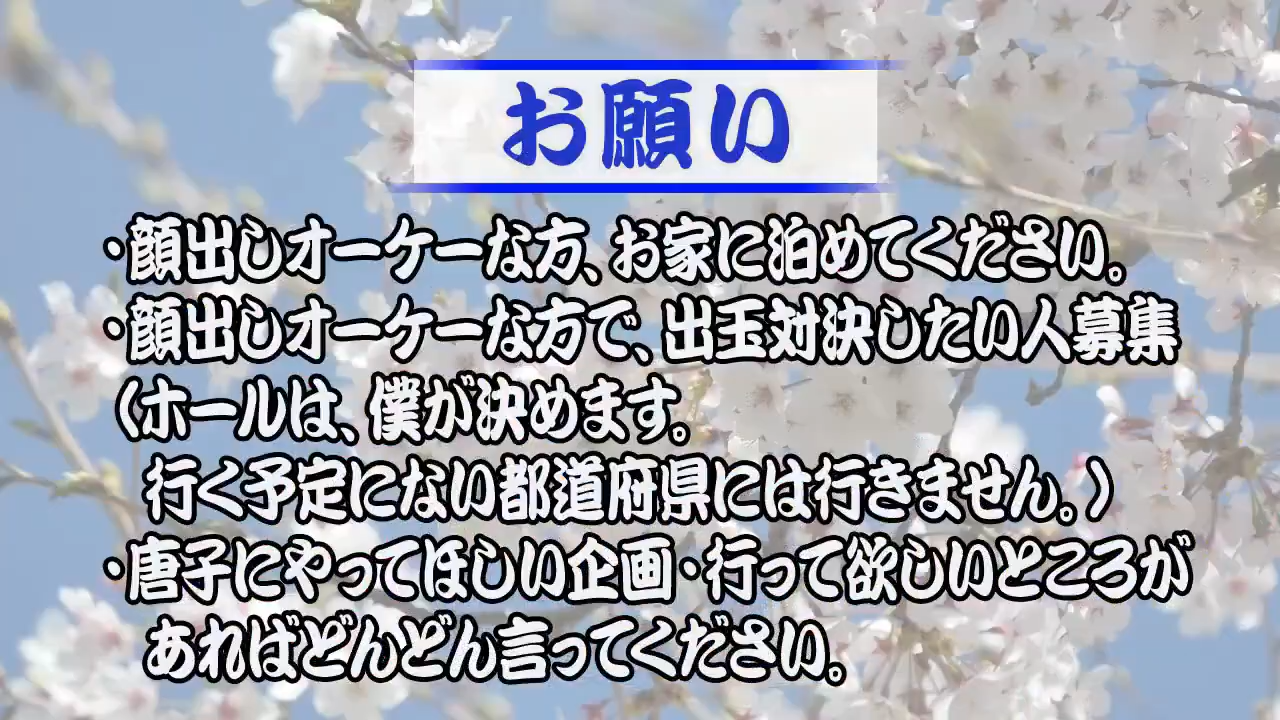 お願い
・顔出しオーケーな方、お家に泊めてください。
・顔出しオーケーな方で、出玉対決したい人募集
(ホールは、僕が決めます。
行く予定にない都道府県には行きません。)
・唐子にやってほしい企画・行って欲しいところが
あればどんどん言ってください。